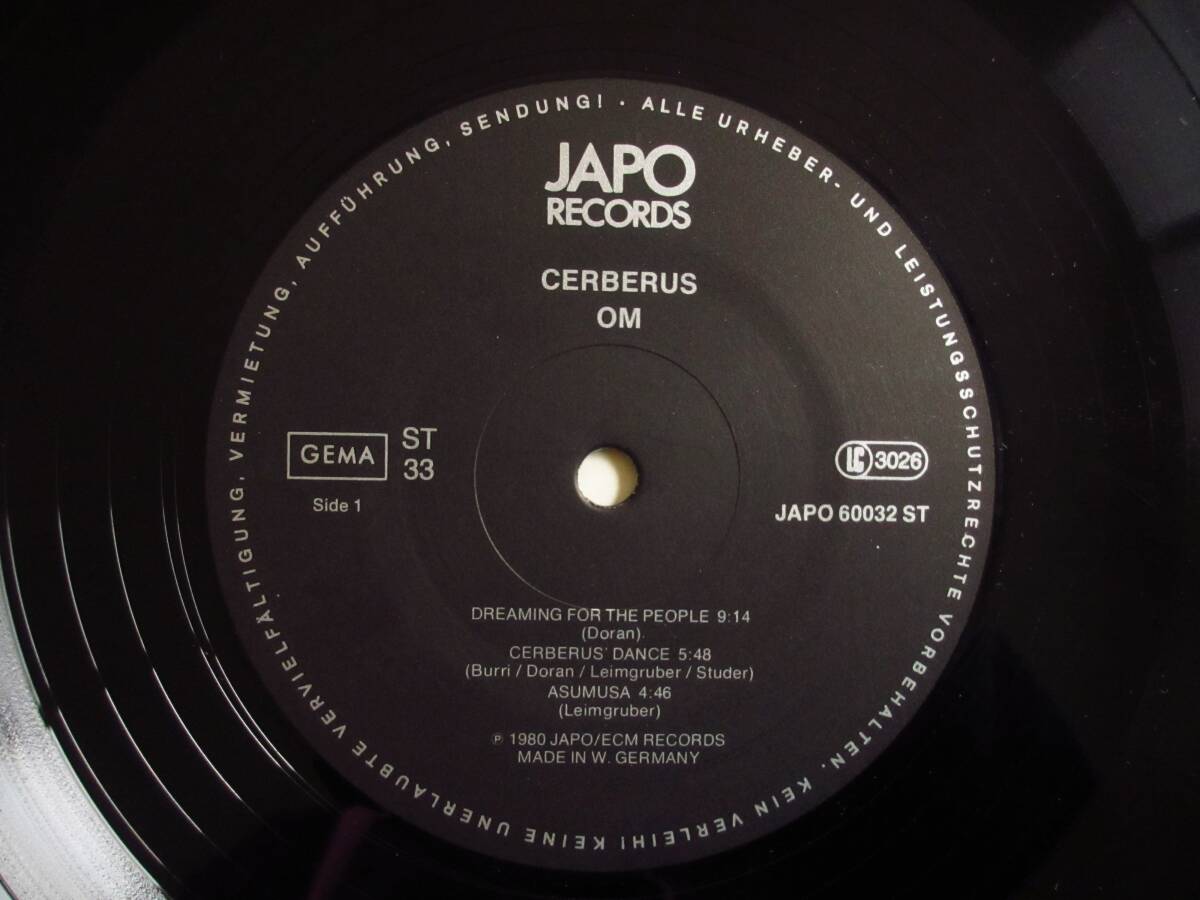 ALLE URHEBER- UND LEISTUNGSSCHUTZRECHTE VORBEHALTEN. KEIN VERLEIH! KEINE UNERLAUBTE VERVIELFÄLTIGUNG, VERMIETUNG, AUFFÜHRUNG, SENDUNG! ·
JAPO
RECORDS
CERBERUS
OM
GEMA
ST
33
Side 1
LC 3026
JAPO 60032 ST
DREAMING FOR THE PEOPLE 9:14
(Doran).
CERBERUS' DANCE 5:48
(Burri / Doran / Leimgruber / Studer)
ASUMUSA 4:46
(Leimgruber)
℗ 1980 JAPO/ECM RECORDS
MADE IN W. GERMANY